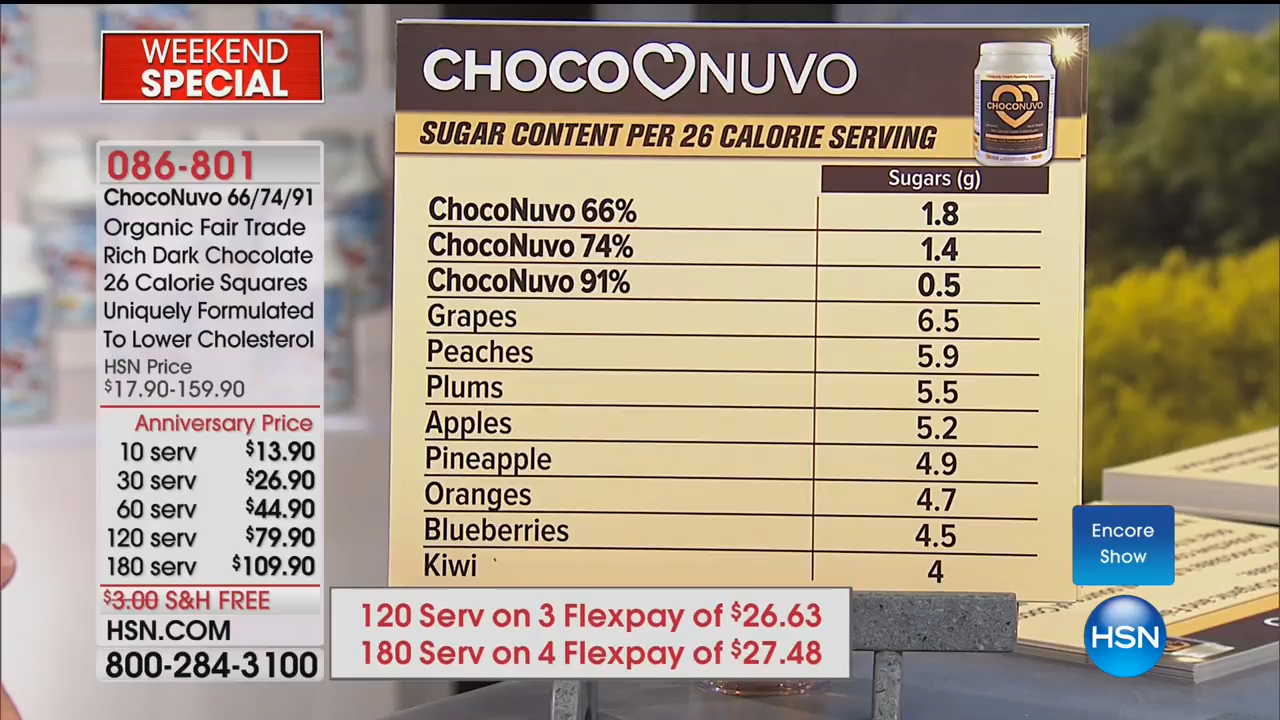 WEEKEND
SPECIAL
086-801
ChocoNuvo 66/74/91
Organic Fair Trade
Rich Dark Chocolate
26 Calorie Squares
Uniquely Formulated
To Lower Cholesterol
HSN Price
$17.90-159.90
Anniversary Price
10 serv $13.90
30 serv $26.90
60 serv $44.90
120 serv $79.90
180 serv $109.90
$3.00 S&H FREE
HSN.COM
800-284-3100
CHOCO NUVO
CHOCONUVO
SUGAR CONTENT PER 26 CALORIE SERVING
Sugars (g)
ChocoNuvo 66% 1.8
ChocoNuvo 74% 1.4
ChocoNuvo 91% 0.5
Grapes 6.5
Peaches 5.9
Plums 5.5
Apples 5.2
Pineapple 4.9
Oranges 4.7
Blueberries 4.5
Kiwi 4
120 Serv on 3 Flexpay of $26.63
180 Serv on 4 Flexpay of $27.48
Encore
Show
HSN